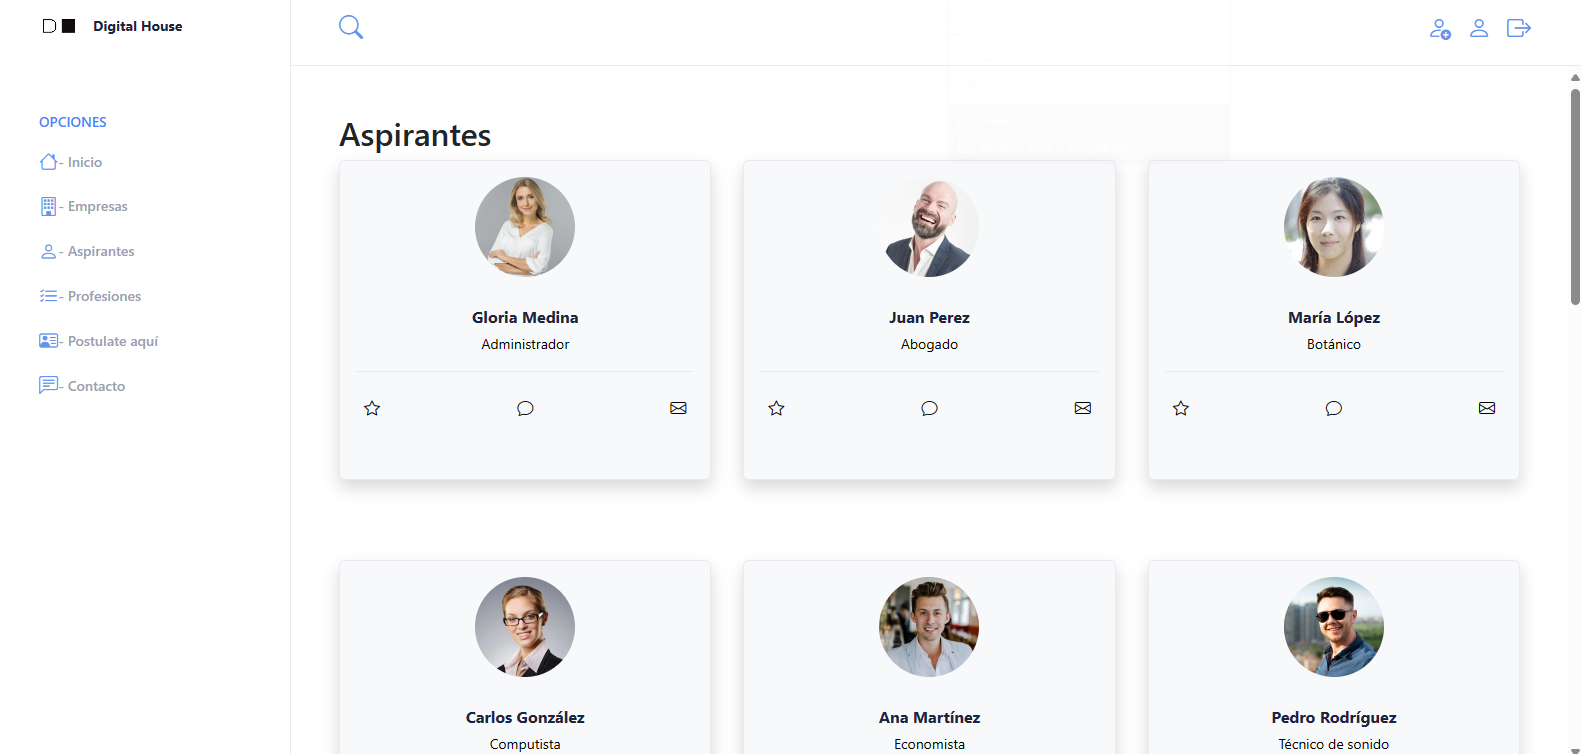 Digital House
OPCIONES
- Inicio
- Empresas
- Aspirantes
- Profesiones
- Postulate aquí
- Contacto
Aspirantes
Gloria Medina
Administrador
Juan Perez
Abogado
María López
Botánico
Carlos González
Computista
Ana Martínez
Economista
Pedro Rodríguez
Técnico de sonido